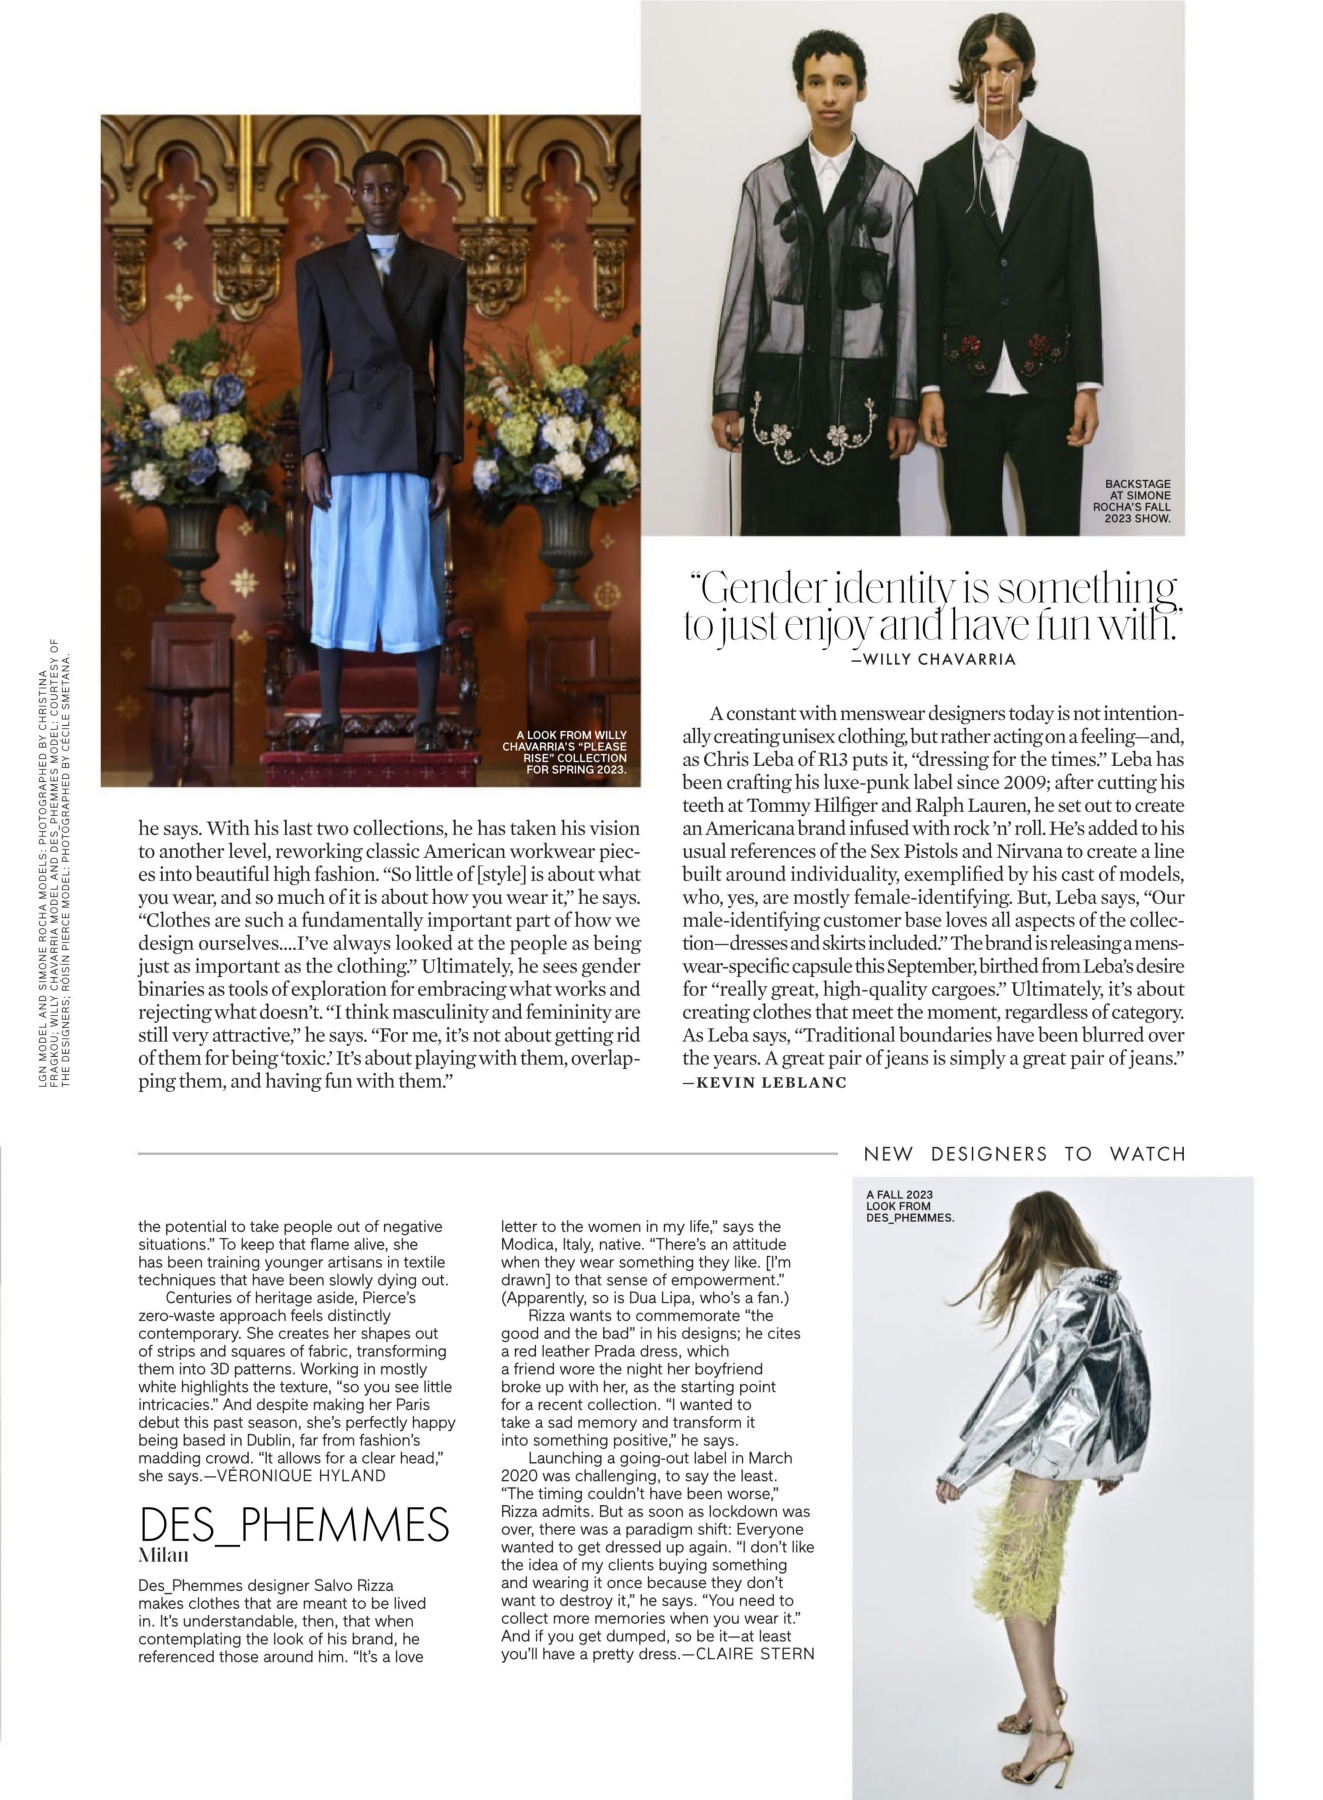 BACKSTAGE
AT SIMONE
ROCHA'S FALL
2023 SHOW.
A LOOK FROM WILLY
CHAVARRIA'S “PLEASE
RISE” COLLECTION
FOR SPRING 2023.
LGN MODEL AND SIMONE ROCHA MODELS: PHOTOGRAPHED BY CHRISTINA
FRAGKOU; WILLY CHAVARRIA MODEL AND DES_PHEMMES MODEL: COURTESY OF
THE DESIGNERS; RÓISÍN PIERCE MODEL: PHOTOGRAPHED BY CÉCILE SMETANA.
he says. With his last two collections, he has taken his vision
to another level, reworking classic American workwear piec-
es into beautiful high fashion. “So little of [style] is about what
you wear, and so much of it is about how you wear it,” he says.
“Clothes are such a fundamentally important part of how we
design ourselves....I’ve always looked at the people as being
just as important as the clothing.” Ultimately, he sees gender
binaries as tools of exploration for embracing what works and
rejecting what doesn’t. “I think masculinity and femininity are
still very attractive,” he says. “For me, it’s not about getting rid
of them for being ‘toxic.’ It’s about playing with them, overlap-
ping them, and having fun with them.”
“Gender identity is something
to just enjoy and have fun with.”
—WILLY CHAVARRIA
A constant with menswear designers today is not intention-
ally creating unisex clothing, but rather acting on a feeling—and,
as Chris Leba of R13 puts it, “dressing for the times.” Leba has
been crafting his luxe-punk label since 2009; after cutting his
teeth at Tommy Hilfiger and Ralph Lauren, he set out to create
an Americana brand infused with rock ’n’ roll. He’s added to his
usual references of the Sex Pistols and Nirvana to create a line
built around individuality, exemplified by his cast of models,
who, yes, are mostly female-identifying. But, Leba says, “Our
male-identifying customer base loves all aspects of the collec-
tion—dresses and skirts included.” The brand is releasing a mens-
wear-specific capsule this September, birthed from Leba’s desire
for “really great, high-quality cargoes.” Ultimately, it’s about
creating clothes that meet the moment, regardless of category.
As Leba says, “Traditional boundaries have been blurred over
the years. A great pair of jeans is simply a great pair of jeans.”
—KEVIN LEBLANC
NEW DESIGNERS TO WATCH
the potential to take people out of negative
situations.” To keep that flame alive, she
has been training younger artisans in textile
techniques that have been slowly dying out.
Centuries of heritage aside, Pierce’s
zero-waste approach feels distinctly
contemporary. She creates her shapes out
of strips and squares of fabric, transforming
them into 3D patterns. Working in mostly
white highlights the texture, “so you see little
intricacies.” And despite making her Paris
debut this past season, she’s perfectly happy
being based in Dublin, far from fashion’s
madding crowd. “It allows for a clear head,”
she says.—VÉRONIQUE HYLAND
DES_PHEMMES
Milan
Des_Phemmes designer Salvo Rizza
makes clothes that are meant to be lived
in. It’s understandable, then, that when
contemplating the look of his brand, he
referenced those around him. “It’s a love
letter to the women in my life,” says the
Modica, Italy, native. “There’s an attitude
when they wear something they like. [I’m
drawn] to that sense of empowerment.”
(Apparently, so is Dua Lipa, who’s a fan.)
Rizza wants to commemorate “the
good and the bad” in his designs; he cites
a red leather Prada dress, which
a friend wore the night her boyfriend
broke up with her, as the starting point
for a recent collection. “I wanted to
take a sad memory and transform it
into something positive,” he says.
Launching a going-out label in March
2020 was challenging, to say the least.
“The timing couldn’t have been worse,”
Rizza admits. But as soon as lockdown was
over, there was a paradigm shift: Everyone
wanted to get dressed up again. “I don’t like
the idea of my clients buying something
and wearing it once because they don’t
want to destroy it,” he says. “You need to
collect more memories when you wear it.”
And if you get dumped, so be it—at least
you’ll have a pretty dress.—CLAIRE STERN
A FALL 2023
LOOK FROM
DES_PHEMMES.